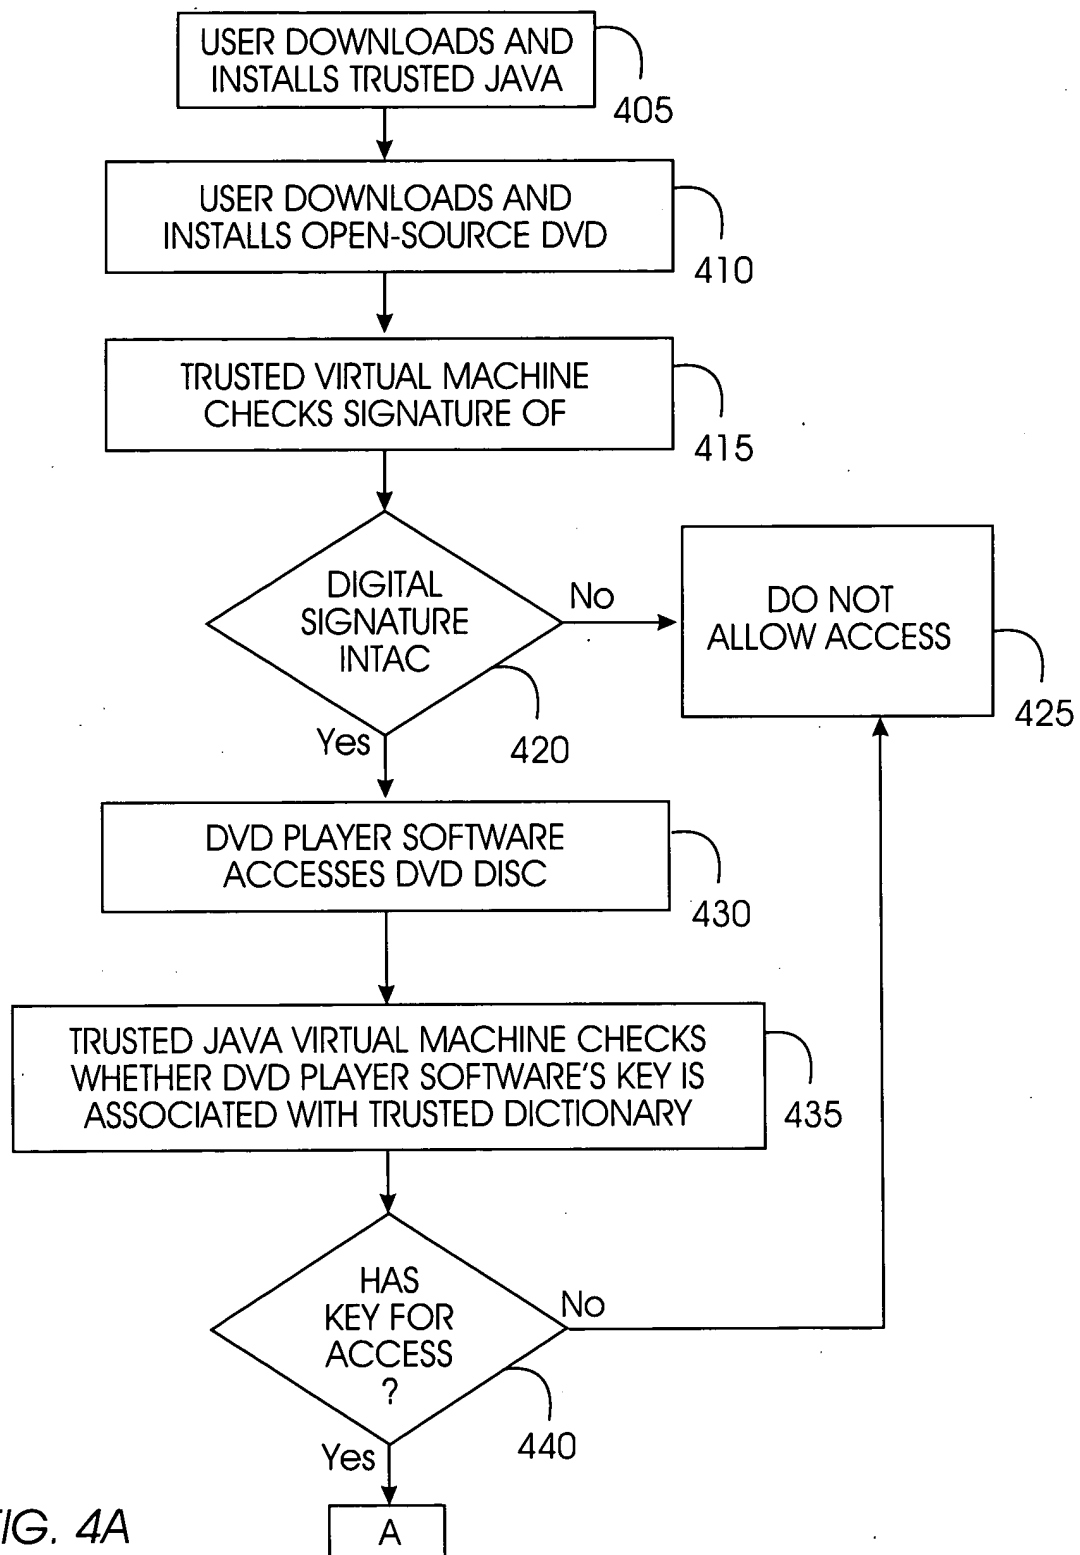 USER DOWNLOADS AND
INSTALLS TRUSTED JAVA
405
USER DOWNLOADS AND
INSTALLS OPEN-SOURCE DVD
410
TRUSTED VIRTUAL MACHINE
CHECKS SIGNATURE OF
415
DIGITAL
SIGNATURE
INTAC
420
No
DO NOT
ALLOW ACCESS
425
Yes
DVD PLAYER SOFTWARE
ACCESSES DVD DISC
430
TRUSTED JAVA VIRTUAL MACHINE CHECKS
WHETHER DVD PLAYER SOFTWARE'S KEY IS
ASSOCIATED WITH TRUSTED DICTIONARY
435
HAS
KEY FOR
ACCESS
?
440
No
Yes
A
FIG. 4A